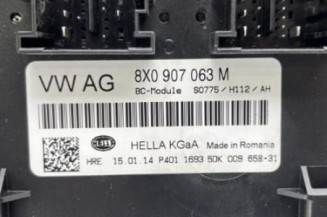 VW AG 8X0 907 063 M
BC-Module S0775 / H112 / AH
HELLA
HELLA KGaA Made in Romania
HRE 15.01.14 P401 1693 5DK 009 658-31